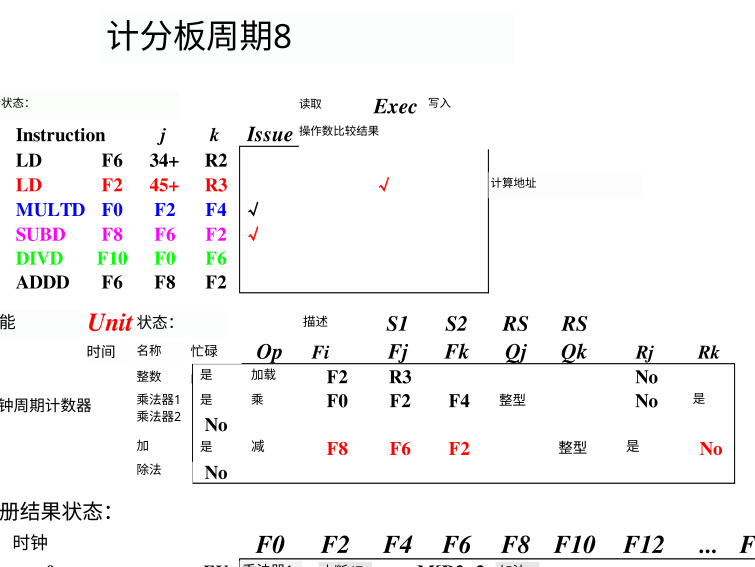 计分板周期8
状态：
读取 Exec 写入
Instruction j k Issue 操作数比较结果
LD F6 34+ R2
LD F2 45+ R3 √ 计算地址
MULTD F0 F2 F4 √
SUBD F8 F6 F2 √
DIVD F10 F0 F6
ADDD F6 F8 F2
能 Unit 状态： 描述 S1 S2 RS RS
时间 名称 忙碌 Op Fi Fj Fk Qj Qk Rj Rk
整数 是 加载 F2 R3 No
钟周期计数器 乘法器1 是 乘 F0 F2 F4 整型 No 是
乘法器2 No
加 是 减 F8 F6 F2 整型 是 No
除法 No
册结果状态：
时钟 F0 F2 F4 F6 F8 F10 F12 ... F